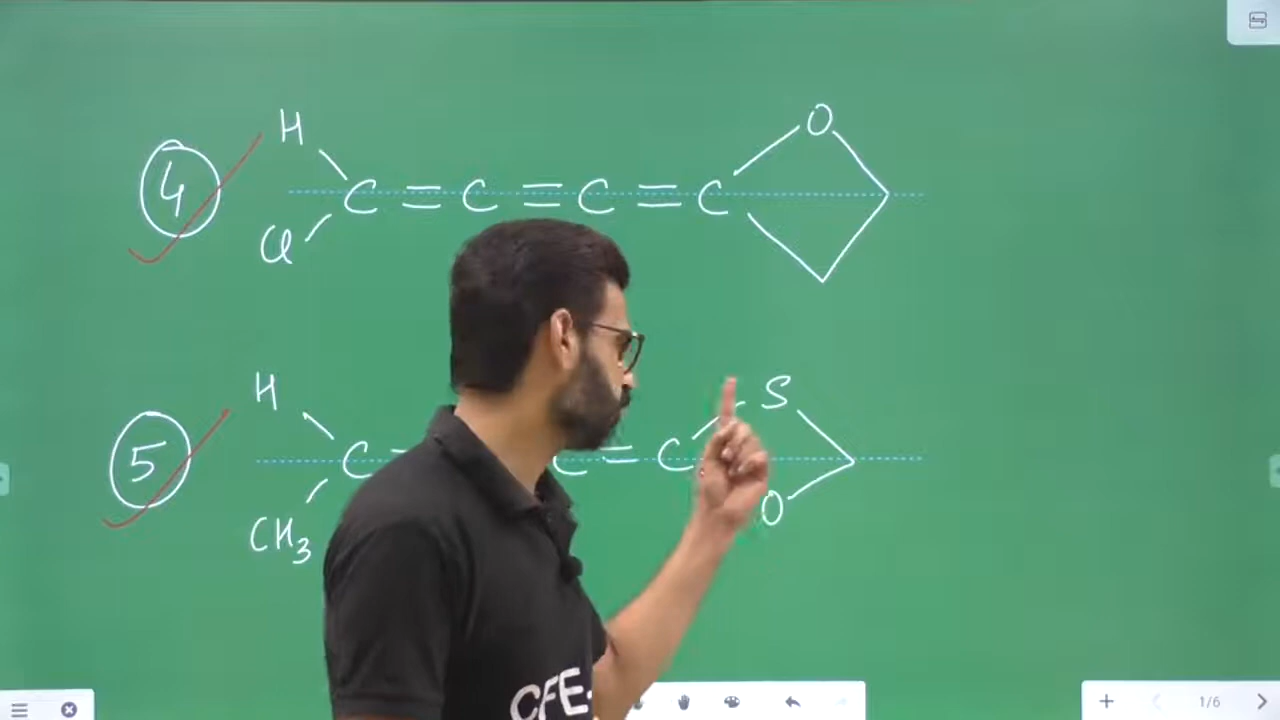 4
H
Cl
C = C = C = C
O
5
H
CH3
C
C = C
S
O
CFE.
1/6